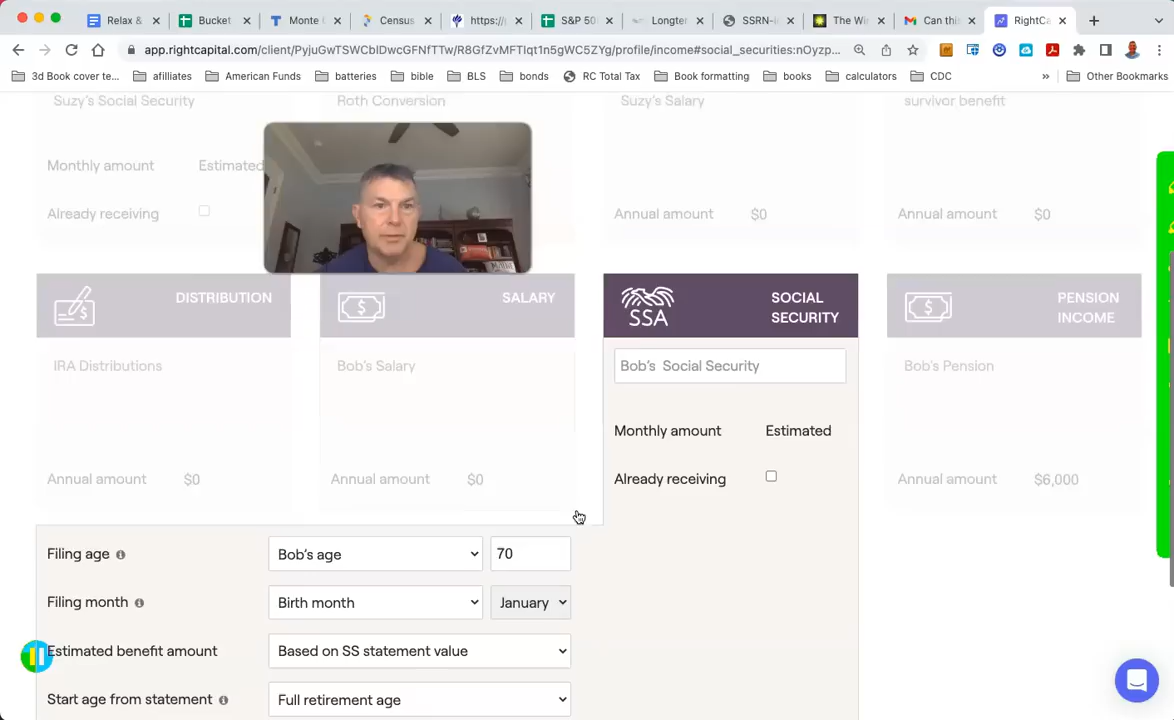 Relax &
Bucket
Monte
Census
https:/
S&P 50
Longter
SSRN-i
The Wi
Can this
RightCa
app.rightcapital.com/client/PyjuGwTSWCbIDwcGFNfTTw/R8GfZvMFTlqt1n5gWC5ZYg/profile/income#social_securities:nOyzp...
3d Book cover te...
afilliates
American Funds
batteries
bible
BLS
bonds
RC Total Tax
Book formatting
books
calculators
CDC
»
Other Bookmarks
Suzy's Social Security
Roth Conversion
Suzy's Salary
survivor benefit
Monthly amount
Estimated
Already receiving
Annual amount $0
Annual amount $0
DISTRIBUTION
SALARY
SSA
SOCIAL
SECURITY
PENSION
INCOME
IRA Distributions
Bob's Salary
Bob's Social Security
Bob's Pension
Monthly amount Estimated
Annual amount $0
Annual amount $0
Already receiving
Annual amount $6,000
Filing age Bob's age 70
Filing month Birth month January
Estimated benefit amount Based on SS statement value
Start age from statement Full retirement age